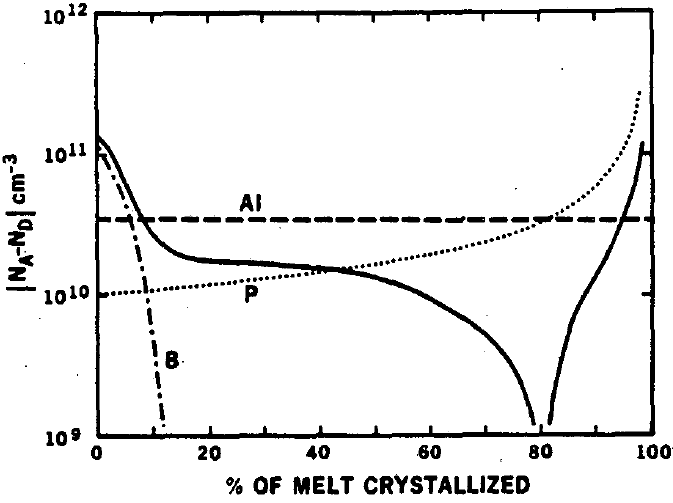 10¹²
10¹¹
10¹⁰
10⁹
|N_A-N_D| cm⁻³
Al
P
B
0 20 40 60 80 100
% OF MELT CRYSTALLIZED